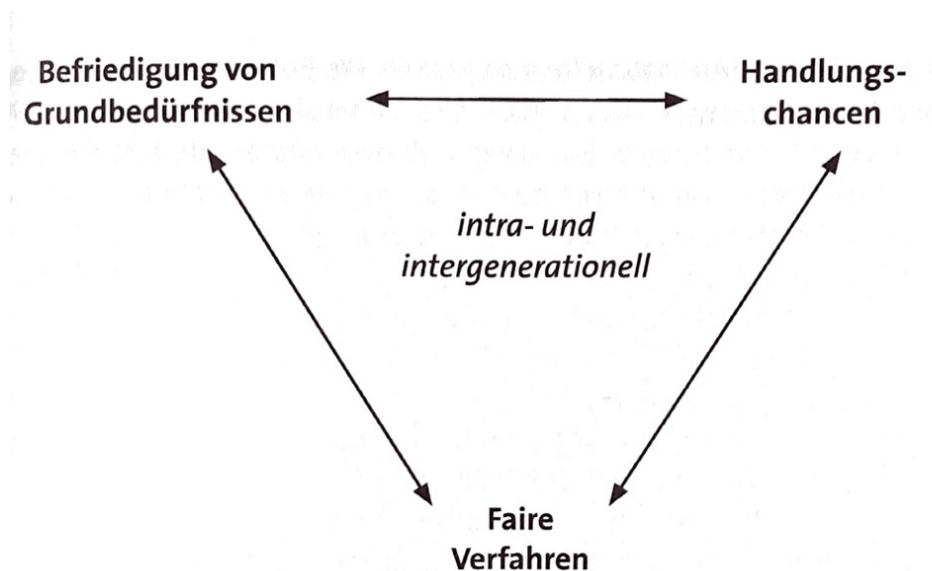 Befriedigung von
Grundbedürfnissen
Handlungs-
chancen
intra- und
intergenerationell
Faire
Verfahren